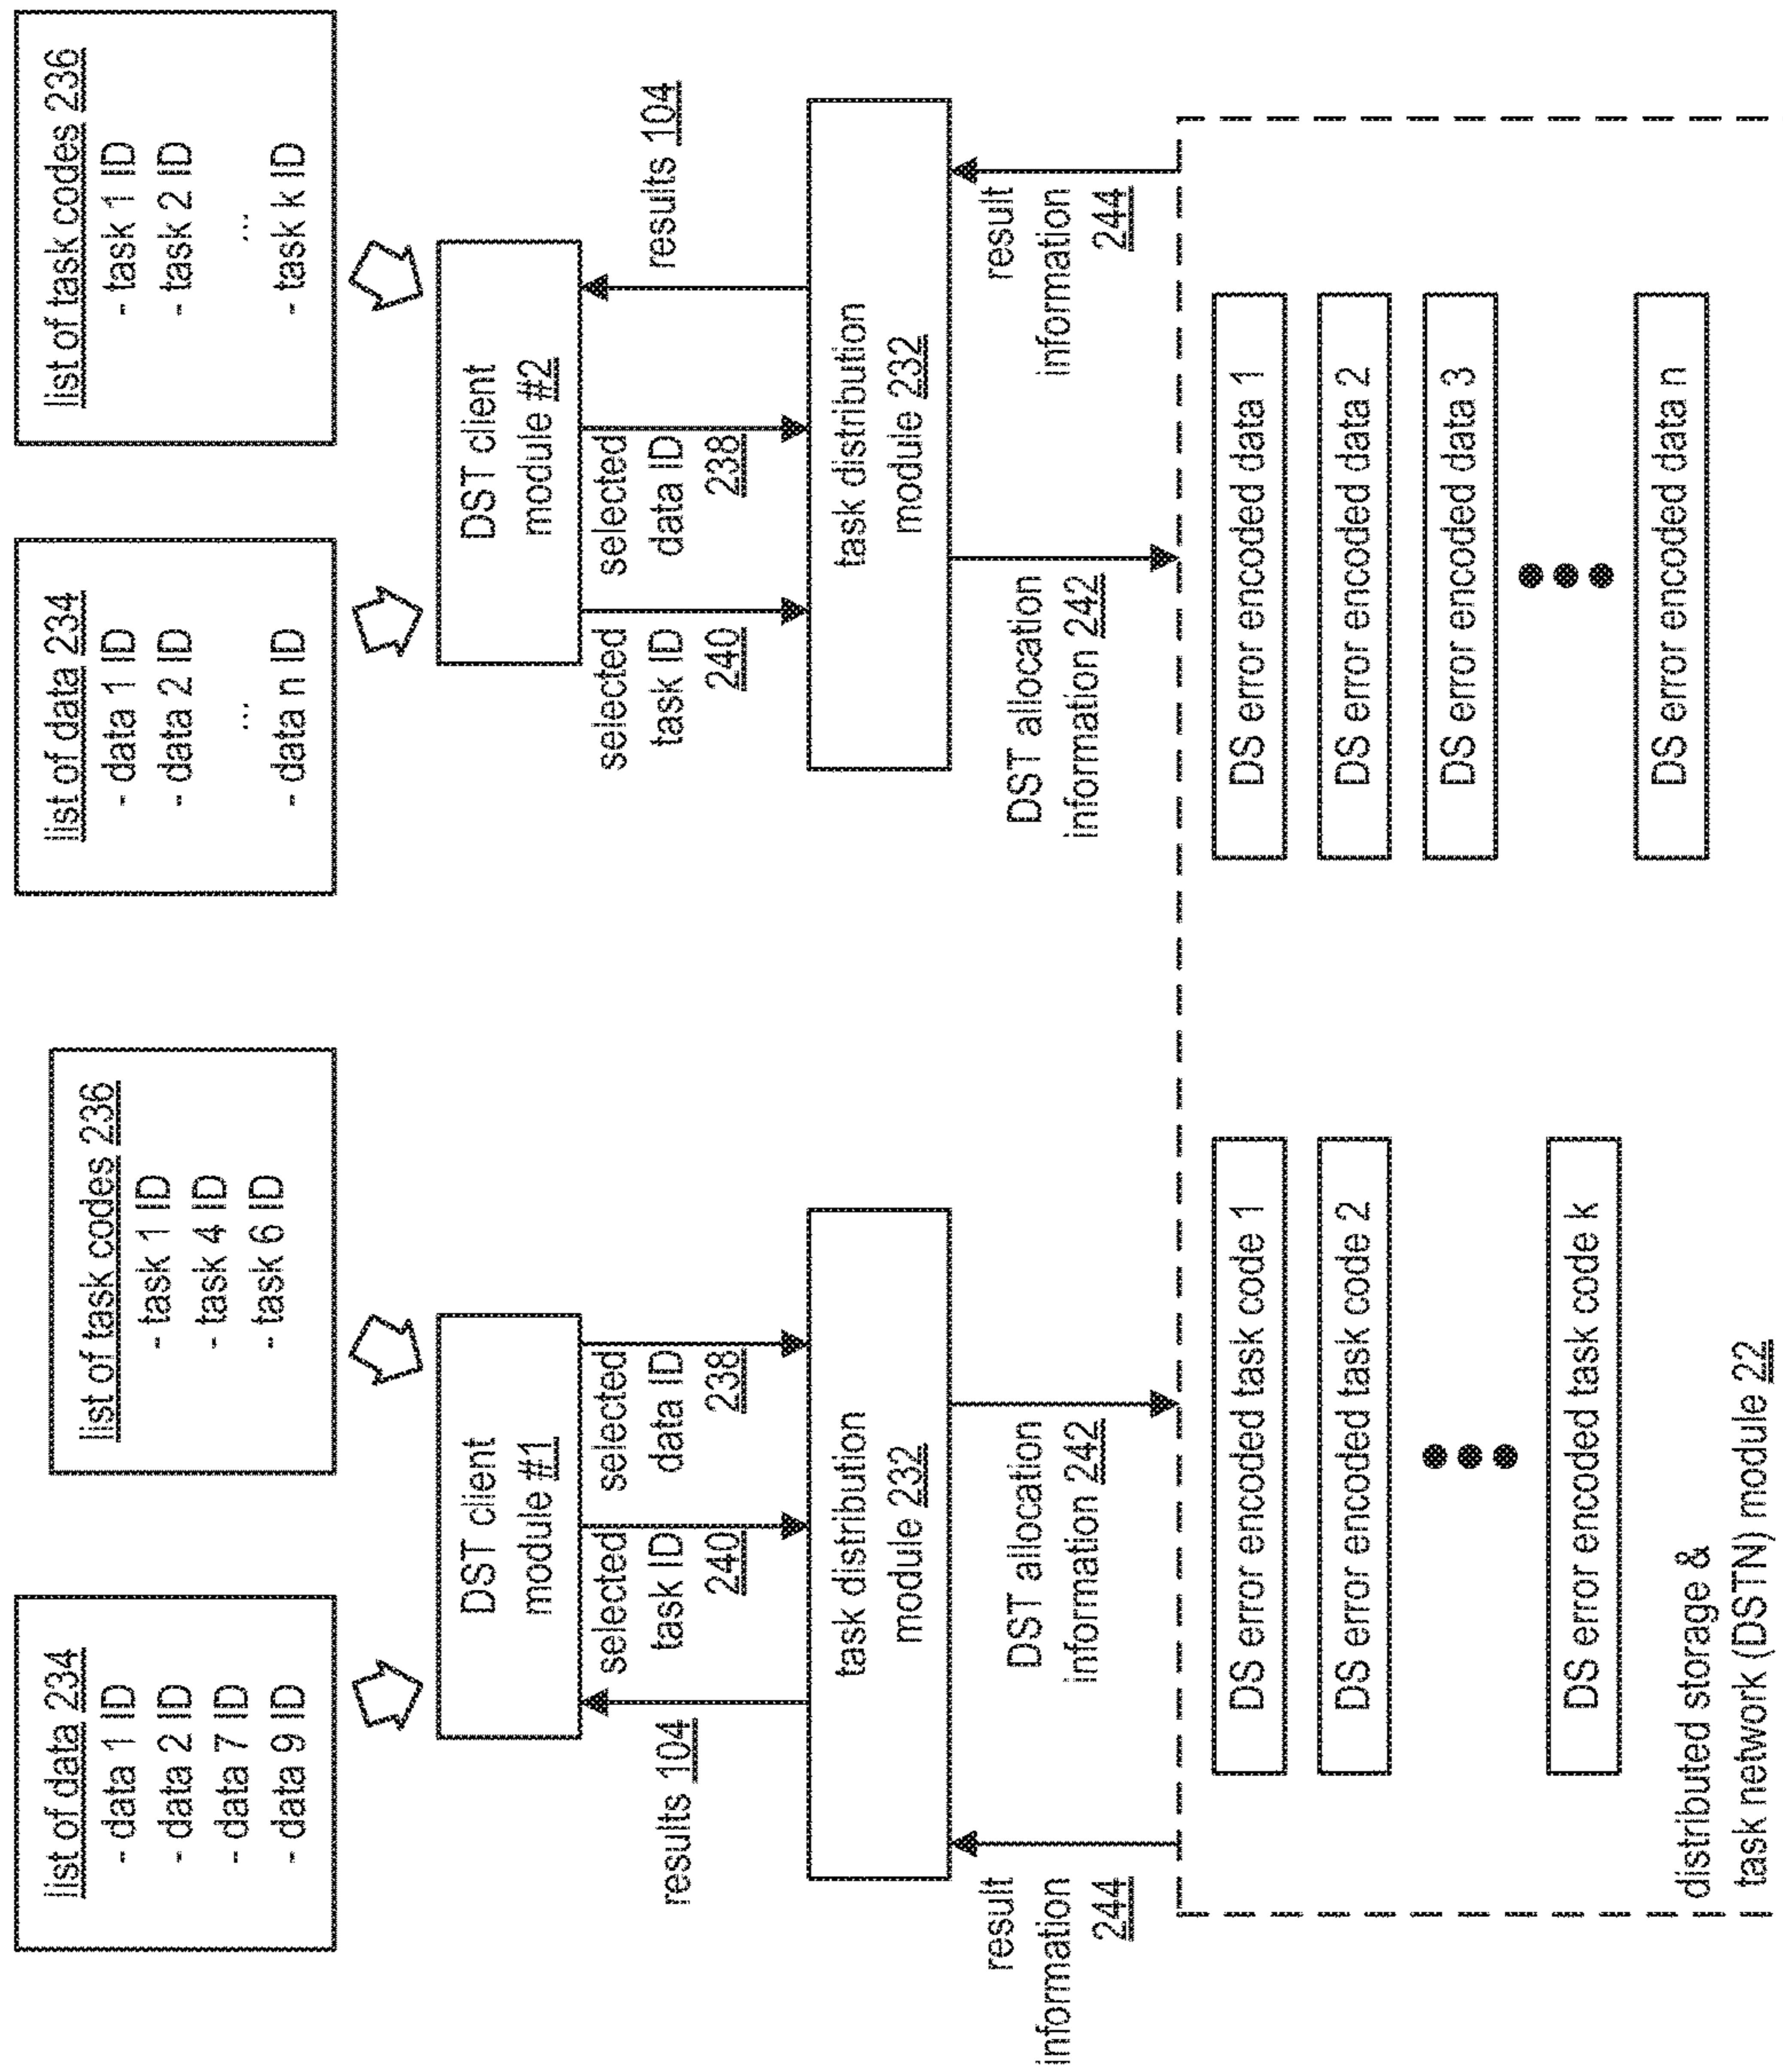 list of data 234
- data 1 ID
- data 2 ID
- data 7 ID
- data 9 ID
list of task codes 236
- task 1 ID
- task 4 ID
- task 6 ID
list of data 234
- data 1 ID
- data 2 ID
...
- data n ID
list of task codes 236
- task 1 ID
- task 2 ID
...
- task k ID
DST client
module #1
DST client
module #2
results 104
selected
task ID
240
selected
data ID
238
selected
task ID
240
selected
data ID
238
results 104
task distribution
module 232
task distribution
module 232
result
information
244
DST allocation
information 242
DST allocation
information 242
result
information
244
DS error encoded task code 1
DS error encoded task code 2
DS error encoded task code k
DS error encoded data 1
DS error encoded data 2
DS error encoded data 3
DS error encoded data n
distributed storage &
task network (DSTN) module 22